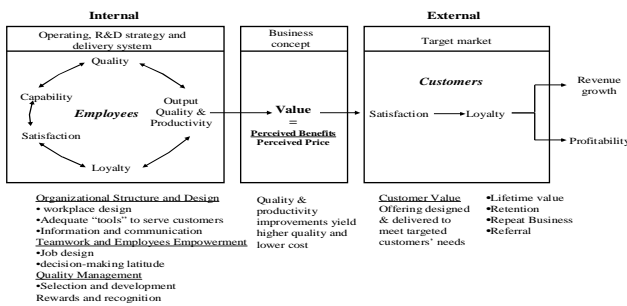 Internal
External
Operating, R&D strategy and
delivery system
Business
concept
Target market
Quality
Capability
Employees
Output
Quality &
Productivity
Satisfaction
Loyalty
Value
=
Perceived Benefits
Perceived Price
Customers
Satisfaction
Loyalty
Revenue
growth
Profitability
Organizational Structure and Design
• workplace design
•Adequate “tools” to serve customers
•Information and communication
Teamwork and Employees Empowerment
•Job design
•decision-making latitude
Quality Management
•Selection and development
Rewards and recognition
Quality &
productivity
improvements yield
higher quality and
lower cost
Customer Value
Offering designed
& delivered to
meet targeted
customers’ needs
•Lifetime value
•Retention
•Repeat Business
•Referral